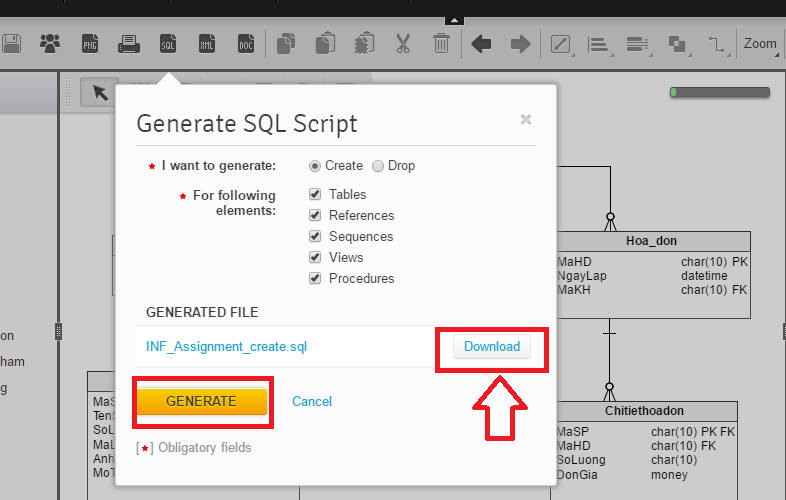 PNG
SQL
XML
DOC
Zoom
Generate SQL Script
I want to generate: Create Drop
For following elements:
Tables
References
Sequences
Views
Procedures
GENERATED FILE
INF_Assignment_create.sql Download
GENERATE Cancel
[★] Obligatory fields
Hoa_don
MaHD char(10) PK
NgayLap datetime
MaKH char(10) FK
Chitiethoadon
MaSP char(10) PK FK
MaHD char(10) FK
SoLuong char(10)
DonGia money
on
ham
g
MaS
TenS
SoL
MaL
Anh
MoT